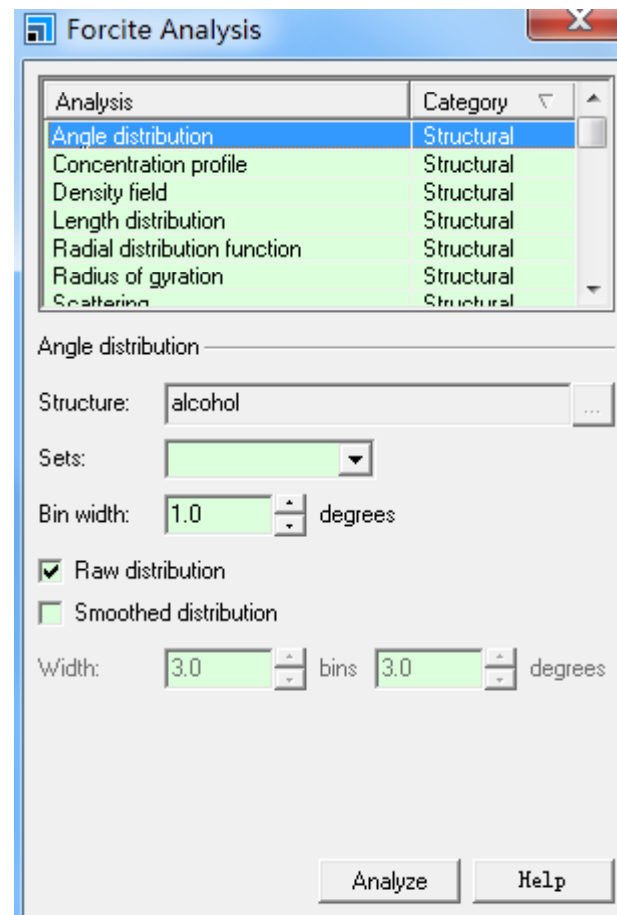 Forcite Analysis
Analysis Category
Angle distribution Structural
Concentration profile Structural
Density field Structural
Length distribution Structural
Radial distribution function Structural
Radius of gyration Structural
Scattering Structural
Angle distribution
Structure: alcohol ...
Sets:
Bin width: 1.0 degrees
Raw distribution
Smoothed distribution
Width: 3.0 bins 3.0 degrees
Analyze Help